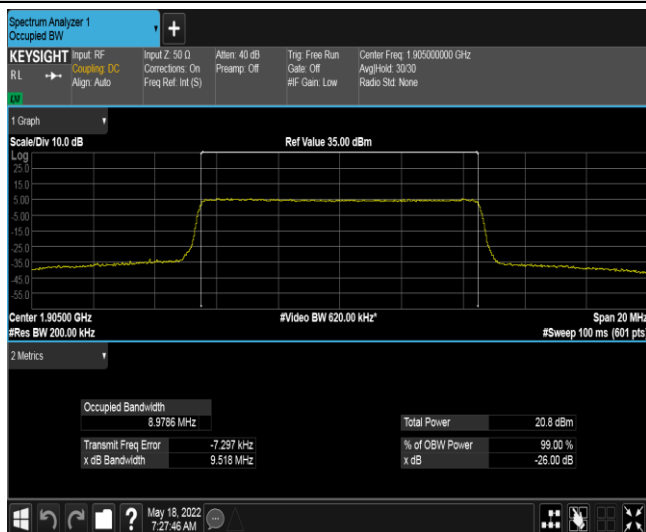 Spectrum Analyzer 1
Occupied BW
+
KEYSIGHT Input: RF Input Z: 50 Ω Atten: 40 dB Trig: Free Run Center Freq: 1.905000000 GHz
RL Coupling: DC Corrections: On Preamp: Off Gate: Off Avg|Hold: 30/30
Align: Auto Freq Ref: Int (S) #IF Gain: Low Radio Std: None
LXI
1 Graph
Scale/Div 10.0 dB Ref Value 35.00 dBm
Log
25.0
15.0
5.00
-5.00
-15.0
-25.0
-35.0
-45.0
-55.0
Center 1.90500 GHz #Video BW 620.00 kHz* Span 20 MHz
#Res BW 200.00 kHz #Sweep 100 ms (601 pts)
2 Metrics
Occupied Bandwidth
8.9786 MHz Total Power 20.8 dBm
Transmit Freq Error -7.297 kHz % of OBW Power 99.00 %
x dB Bandwidth 9.518 MHz x dB -26.00 dB
? May 18, 2022
7:27:46 AM